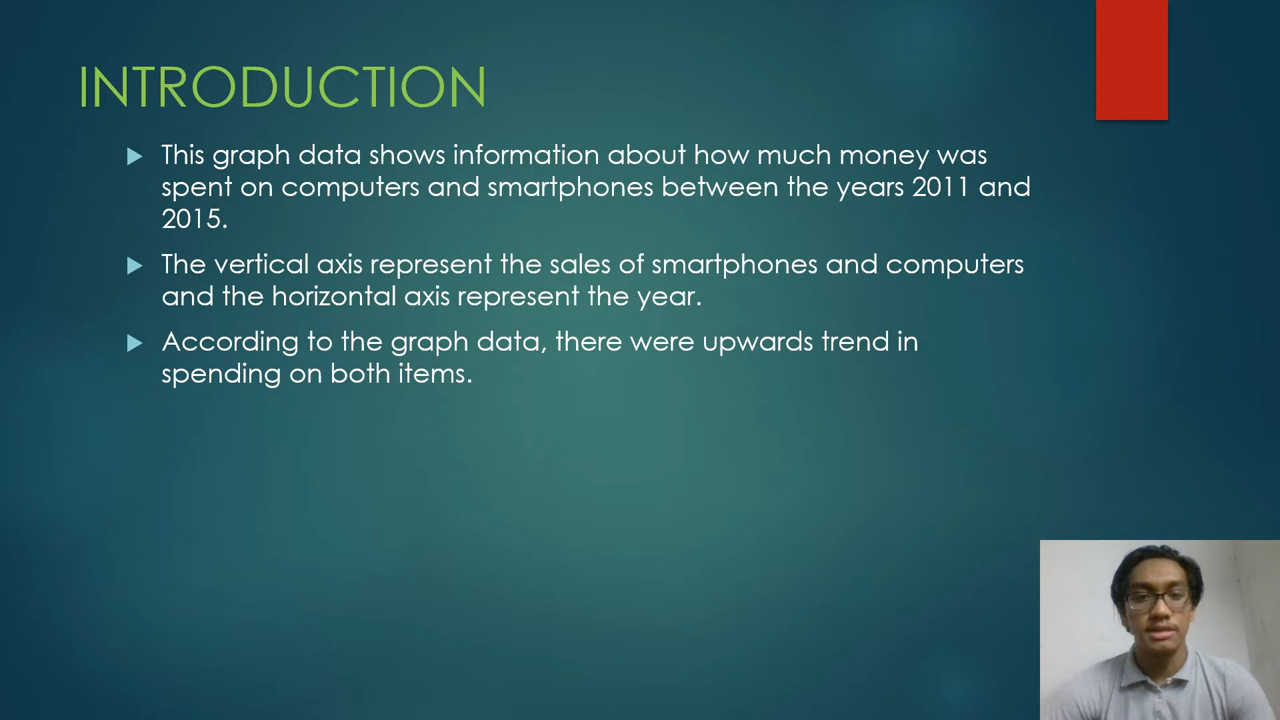 INTRODUCTION
This graph data shows information about how much money was
spent on computers and smartphones between the years 2011 and
2015.
The vertical axis represent the sales of smartphones and computers
and the horizontal axis represent the year.
According to the graph data, there were upwards trend in
spending on both items.